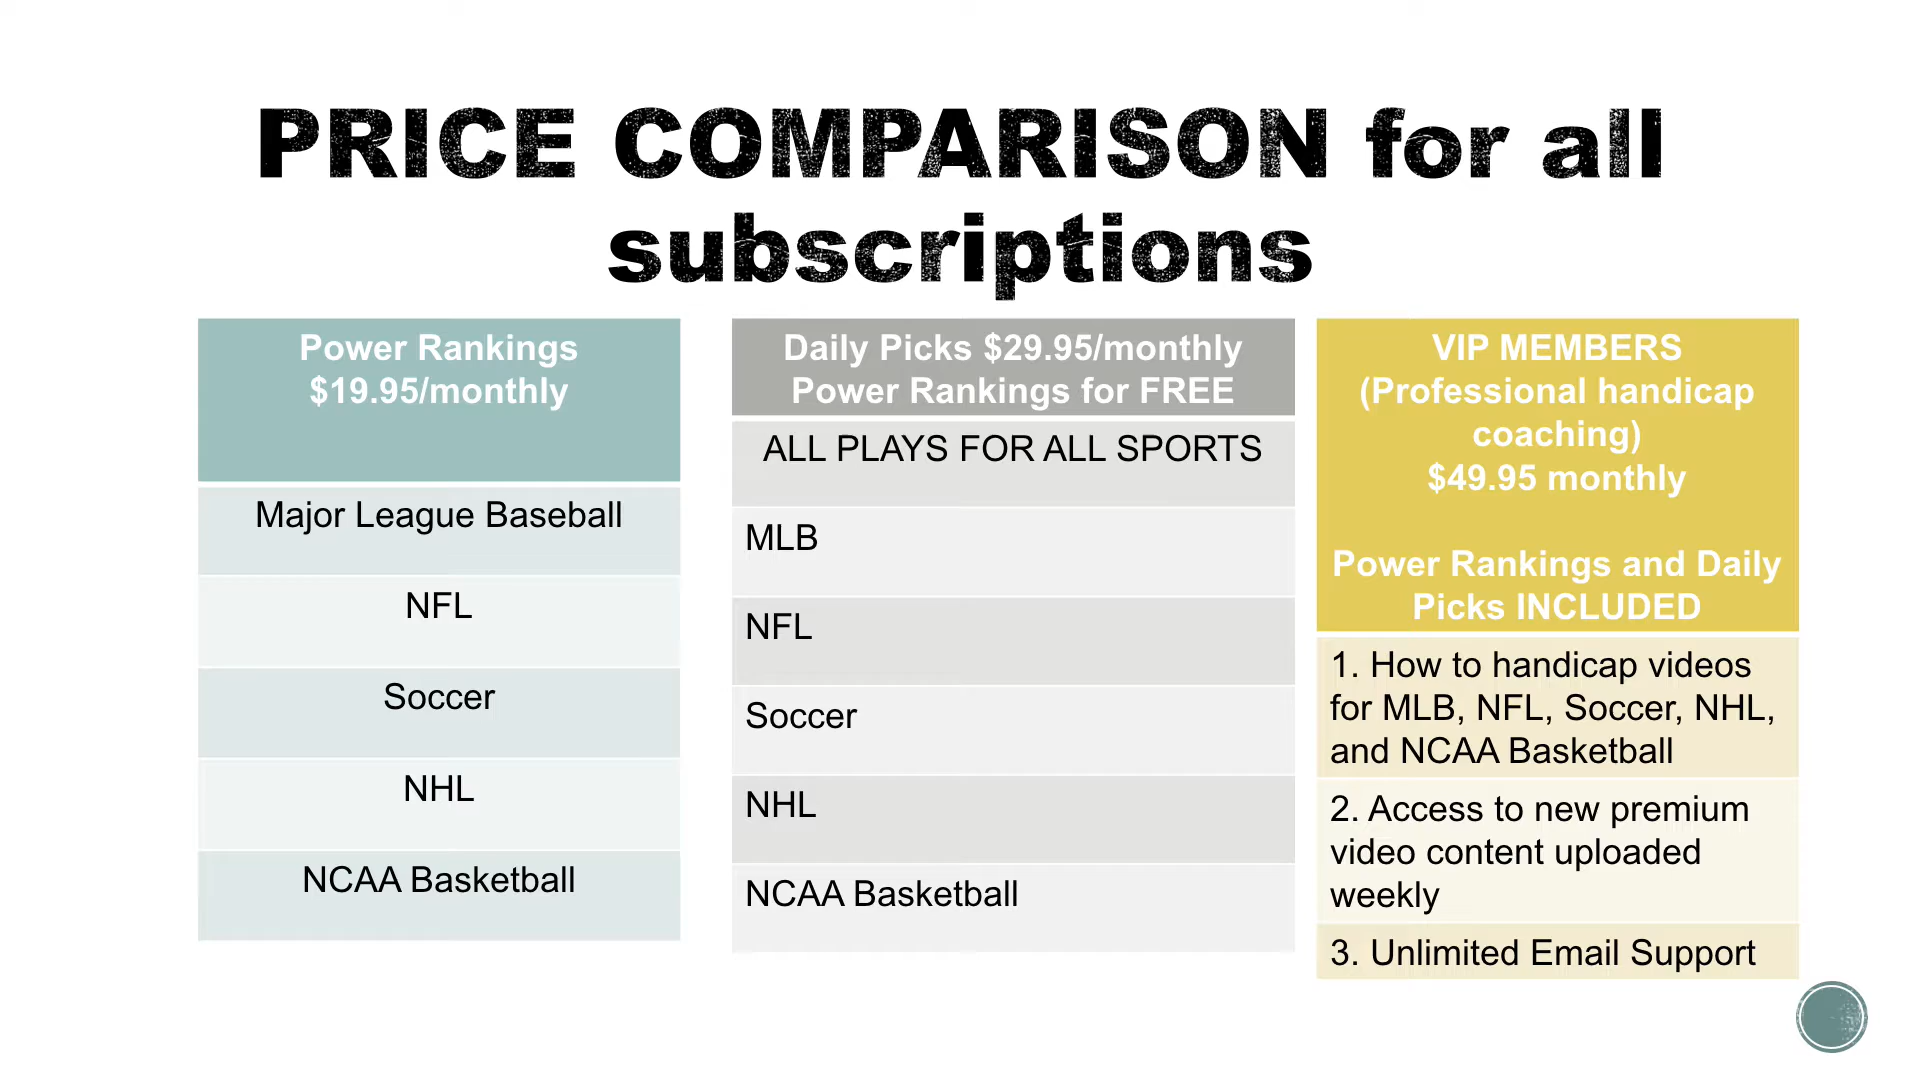 PRICE COMPARISON for all
subscriptions
Power Rankings
$19.95/monthly
Major League Baseball
NFL
Soccer
NHL
NCAA Basketball
Daily Picks $29.95/monthly
Power Rankings for FREE
ALL PLAYS FOR ALL SPORTS
MLB
NFL
Soccer
NHL
NCAA Basketball
VIP MEMBERS
(Professional handicap
coaching)
$49.95 monthly
Power Rankings and Daily
Picks INCLUDED
1. How to handicap videos
for MLB, NFL, Soccer, NHL,
and NCAA Basketball
2. Access to new premium
video content uploaded
weekly
3. Unlimited Email Support